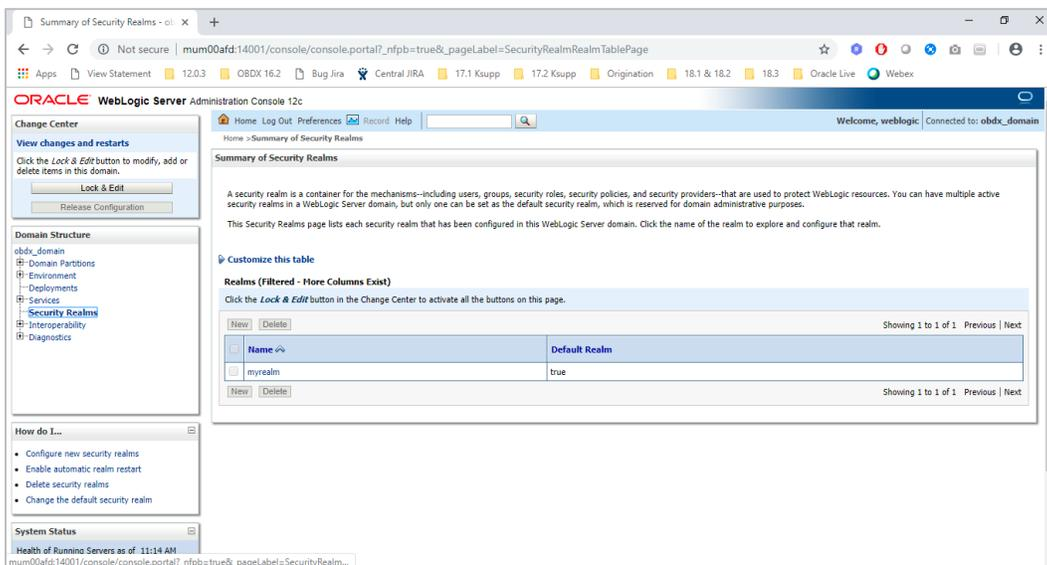 Summary of Security Realms - ob
Not secure | mum00afd:14001/console/console.portal?_nfpb=true&_pageLabel=SecurityRealmRealmTablePage
Apps View Statement 12.0.3 OBDX 16.2 Bug Jira Central JIRA 17.1 Ksupp 17.2 Ksupp Origination 18.1 & 18.2 18.3 Oracle Live Webex
ORACLE WebLogic Server Administration Console 12c
Change Center
View changes and restarts
Click the Lock & Edit button to modify, add or
delete items in this domain.
Lock & Edit
Release Configuration
Domain Structure
obdx_domain
Domain Partitions
Environment
Deployments
Services
Security Realms
Interoperability
Diagnostics
How do I...
Configure new security realms
Enable automatic realm restart
Delete security realms
Change the default security realm
System Status
Health of Running Servers as of 11:14 AM
Home Log Out Preferences Record Help
Welcome, weblogic Connected to: obdx_domain
Home >Summary of Security Realms
Summary of Security Realms
A security realm is a container for the mechanisms--including users, groups, security roles, security policies, and security providers--that are used to protect WebLogic resources. You can have multiple active
security realms in a WebLogic Server domain, but only one can be set as the default security realm, which is reserved for domain administrative purposes.
This Security Realms page lists each security realm that has been configured in this WebLogic Server domain. Click the name of the realm to explore and configure that realm.
Customize this table
Realms (Filtered - More Columns Exist)
Click the Lock & Edit button in the Change Center to activate all the buttons on this page.
New Delete Showing 1 to 1 of 1 Previous | Next
Name Default Realm
myrealm true
New Delete Showing 1 to 1 of 1 Previous | Next
mum00afd:14001/console/console.portal?_nfpb=true&_pageLabel=SecurityRealm...